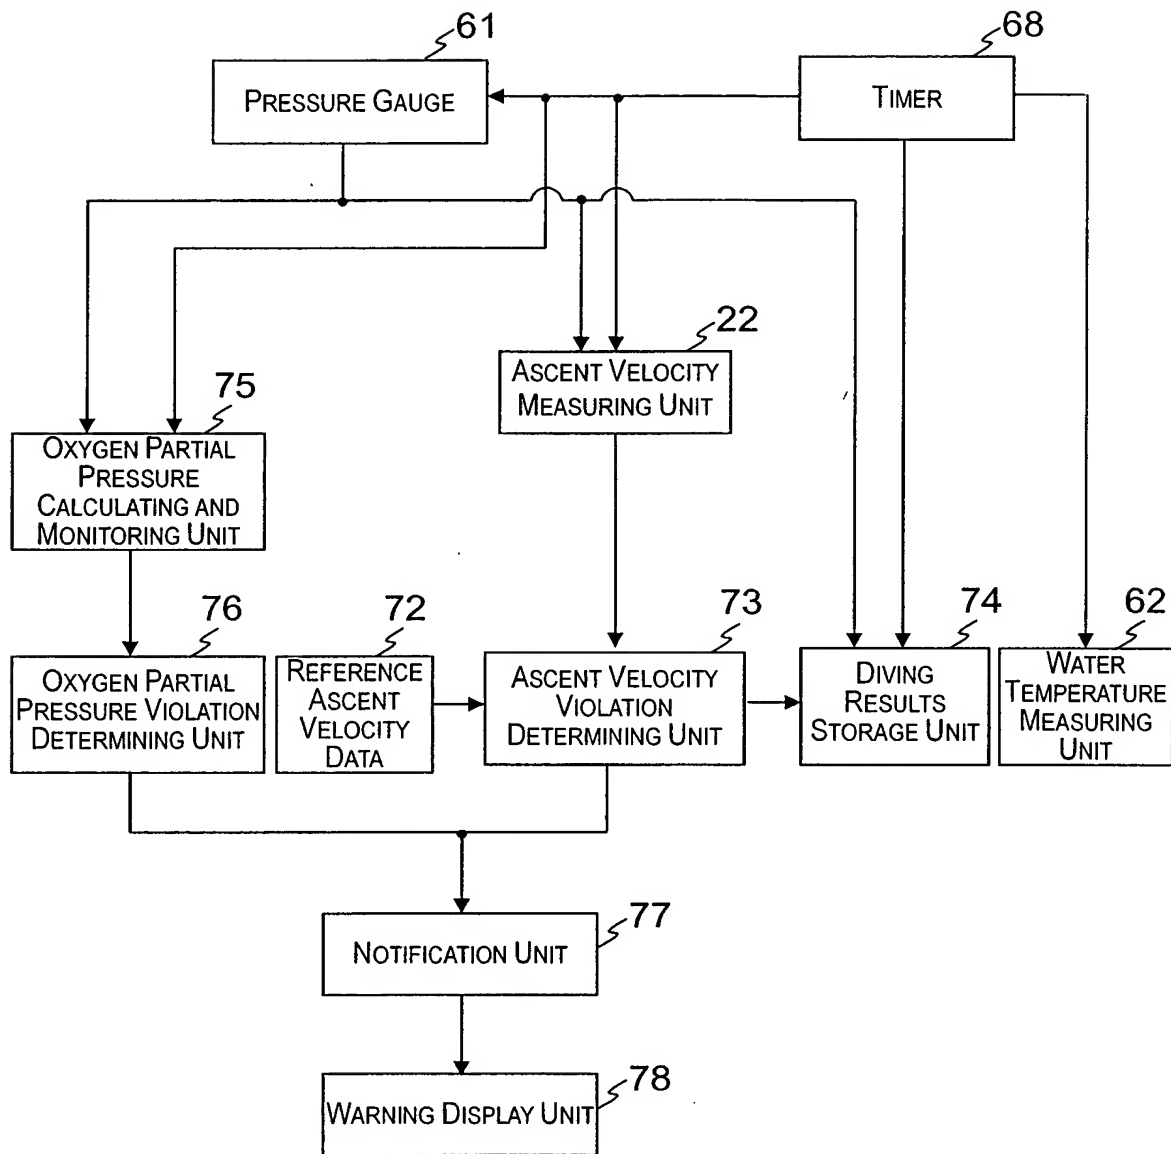 61
68
PRESSURE GAUGE
TIMER
22
ASCENT VELOCITY
MEASURING UNIT
75
OXYGEN PARTIAL
PRESSURE
CALCULATING AND
MONITORING UNIT
76
72
73
74
62
OXYGEN PARTIAL
PRESSURE VIOLATION
DETERMINING UNIT
REFERENCE
ASCENT
VELOCITY
DATA
ASCENT VELOCITY
VIOLATION
DETERMINING UNIT
DIVING
RESULTS
STORAGE UNIT
WATER
TEMPERATURE
MEASURING
UNIT
77
NOTIFICATION UNIT
78
WARNING DISPLAY UNIT